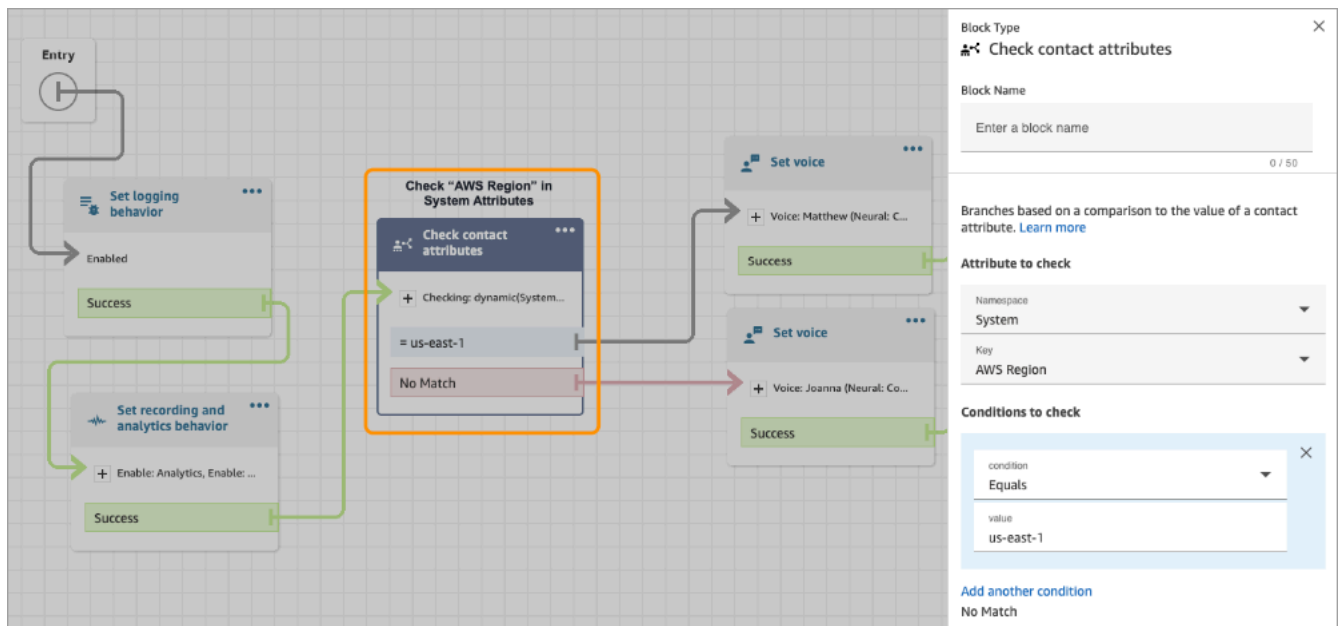 Entry
Set logging
behavior
Enabled
Success
Set recording and
analytics behavior
Enable: Analytics, Enable: ...
Success
Check “AWS Region” in
System Attributes
Check contact
attributes
Checking: dynamic(System...
= us-east-1
No Match
Set voice
Voice: Matthew (Neural: C...
Success
Set voice
Voice: Joanna (Neural: Co...
Success
Block Type
Check contact attributes
Block Name
Enter a block name
0 / 50
Branches based on a comparison to the value of a contact
attribute. Learn more
Attribute to check
Namespace
System
Key
AWS Region
Conditions to check
condition
Equals
value
us-east-1
Add another condition
No Match